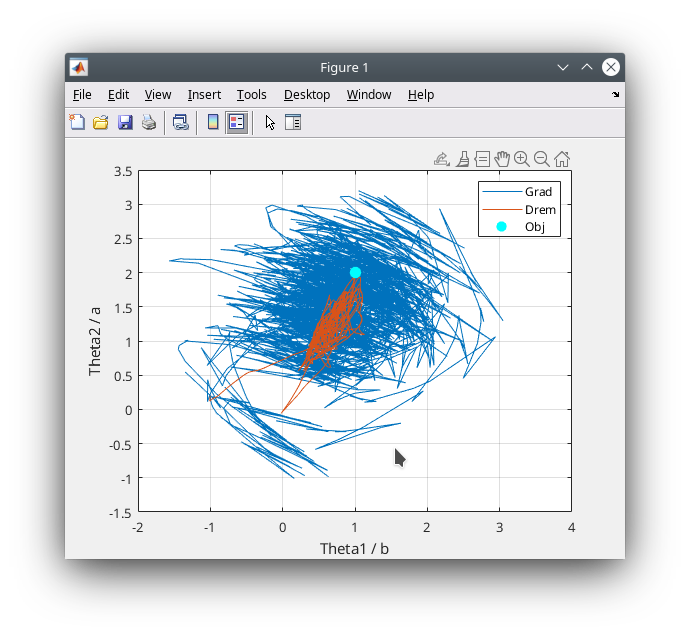 Figure 1
File Edit View Insert Tools Desktop Window Help
3.5
3
2.5
2
1.5
1
0.5
0
-0.5
-1
-1.5
Theta2 / a
Grad
Drem
Obj
-2 -1 0 1 2 3 4
Theta1 / b